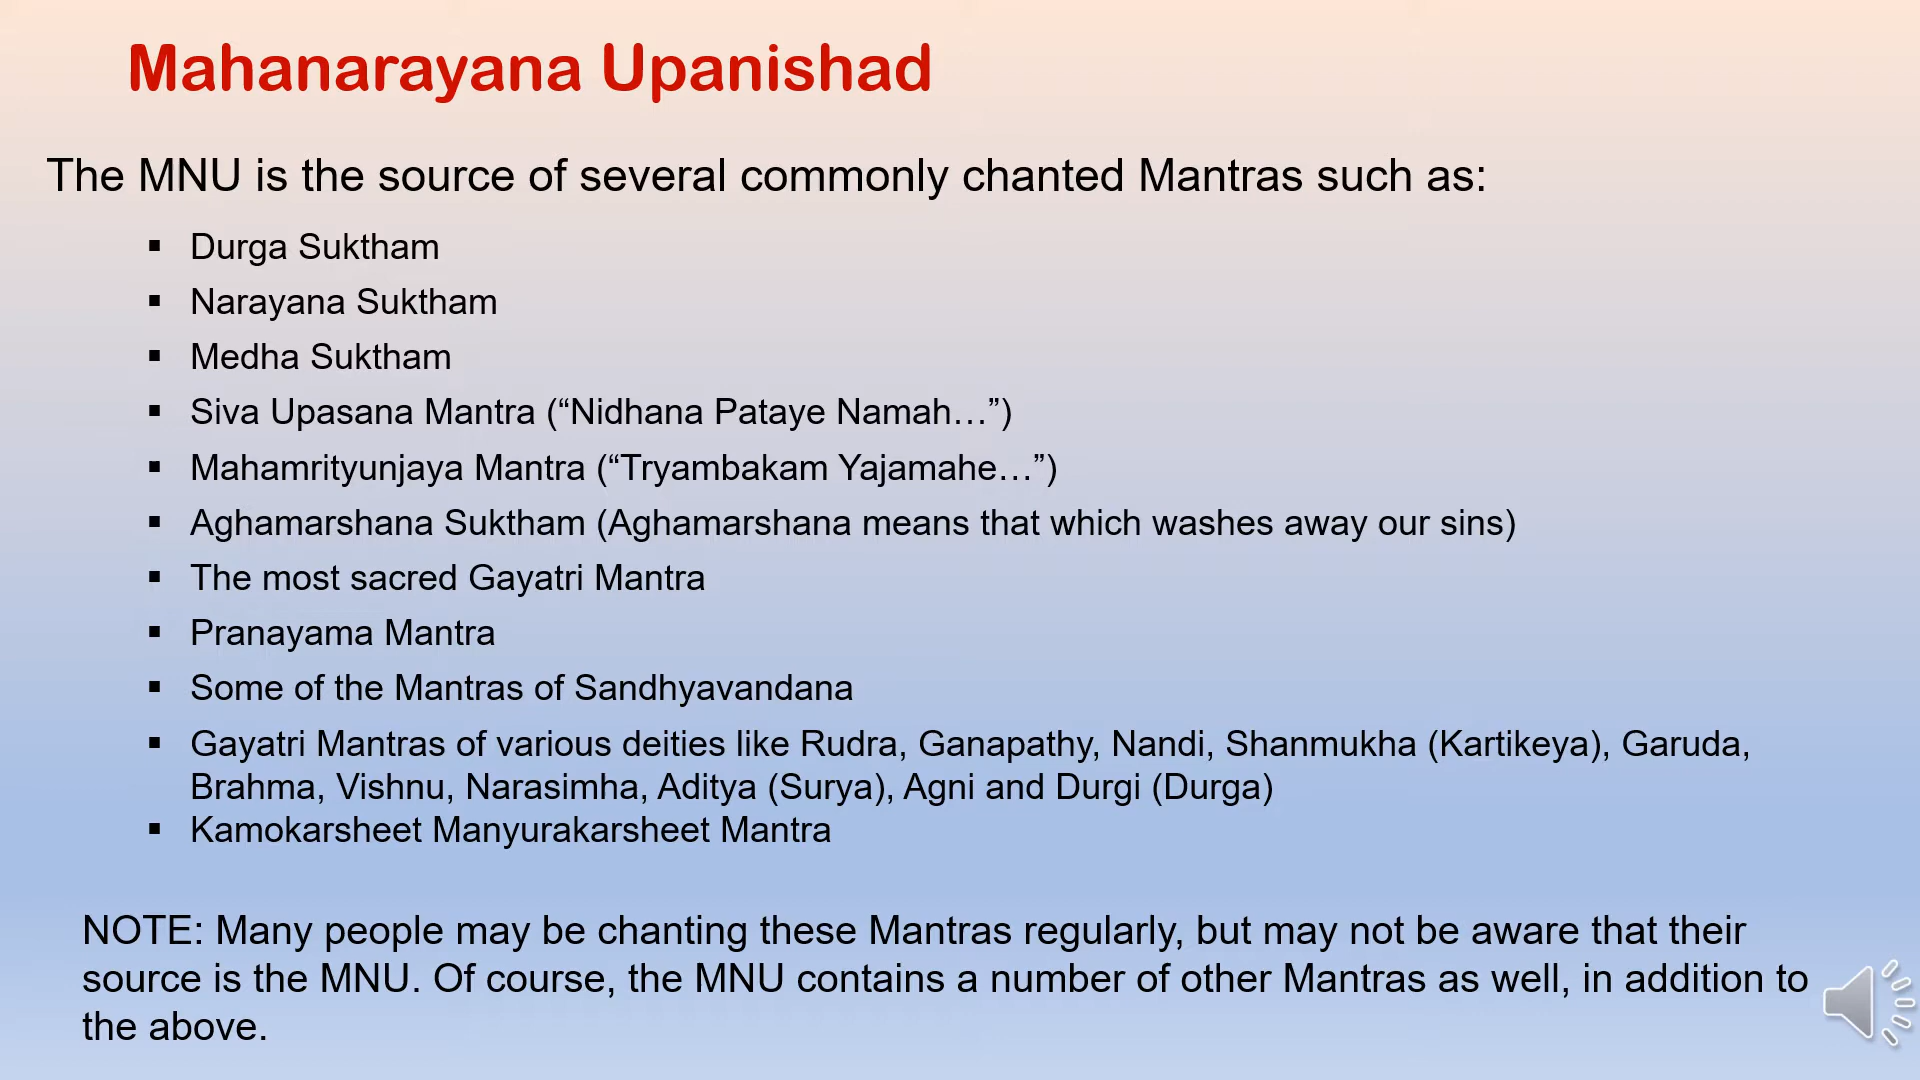 Mahanarayana Upanishad
The MNU is the source of several commonly chanted Mantras such as:
▪ Durga Suktham
▪ Narayana Suktham
▪ Medha Suktham
▪ Siva Upasana Mantra (“Nidhana Pataye Namah…”)
▪ Mahamrityunjaya Mantra (“Tryambakam Yajamahe…”)
▪ Aghamarshana Suktham (Aghamarshana means that which washes away our sins)
▪ The most sacred Gayatri Mantra
▪ Pranayama Mantra
▪ Some of the Mantras of Sandhyavandana
▪ Gayatri Mantras of various deities like Rudra, Ganapathy, Nandi, Shanmukha (Kartikeya), Garuda,
Brahma, Vishnu, Narasimha, Aditya (Surya), Agni and Durgi (Durga)
▪ Kamokarsheet Manyurakarsheet Mantra
NOTE: Many people may be chanting these Mantras regularly, but may not be aware that their
source is the MNU. Of course, the MNU contains a number of other Mantras as well, in addition to
the above.